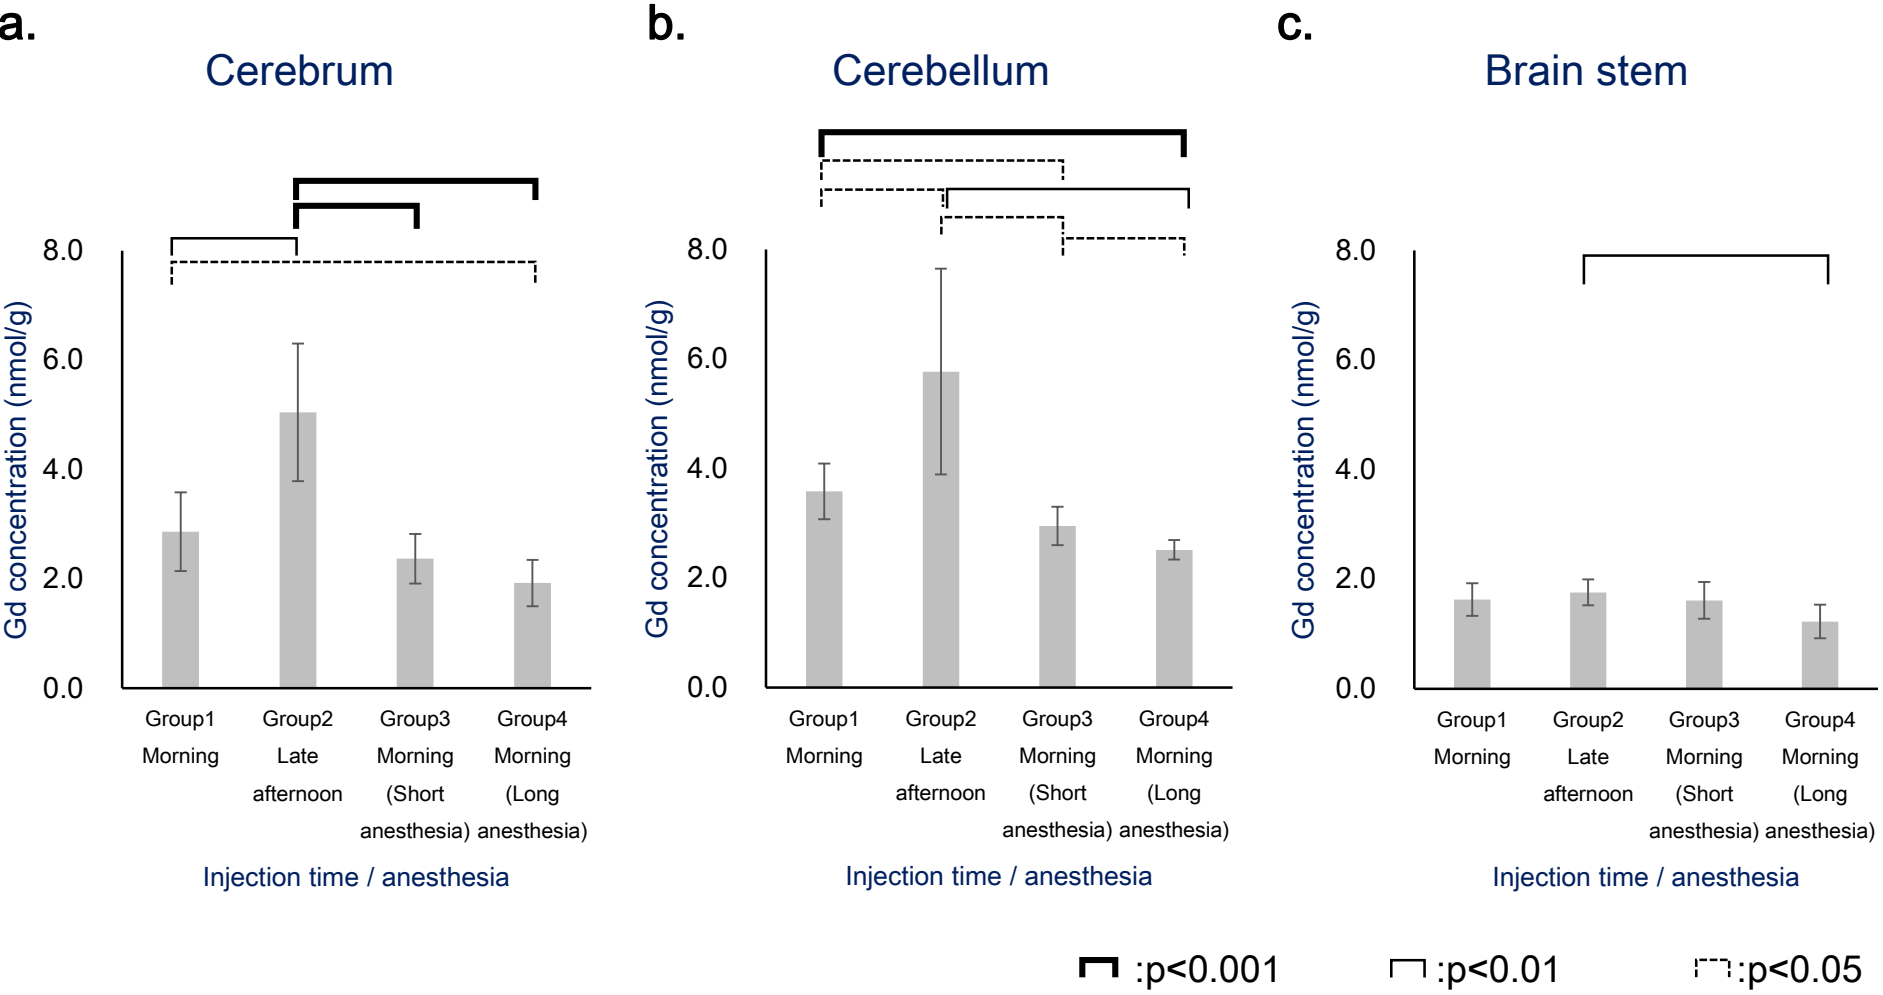 a.
Cerebrum
Gd concentration (nmol/g)
8.0
6.0
4.0
2.0
0.0
Group1 Group2 Group3 Group4
Morning Late Morning Morning
afternoon (Short (Long
anesthesia) anesthesia)
Injection time / anesthesia
b.
Cerebellum
Gd concentration (nmol/g)
8.0
6.0
4.0
2.0
0.0
Group1 Group2 Group3 Group4
Morning Late Morning Morning
afternoon (Short (Long
anesthesia) anesthesia)
Injection time / anesthesia
c.
Brain stem
Gd concentration (nmol/g)
8.0
6.0
4.0
2.0
0.0
Group1 Group2 Group3 Group4
Morning Late Morning Morning
afternoon (Short (Long
anesthesia) anesthesia)
Injection time / anesthesia
:p<0.001 :p<0.01 :p<0.05